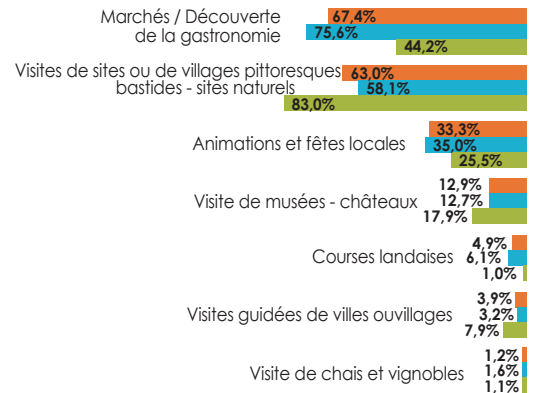 Marchés / Découverte
de la gastronomie
67,4%
75,6%
44,2%
Visites de sites ou de villages pittoresques
bastides - sites naturels
63,0%
58,1%
83,0%
Animations et fêtes locales
33,3%
35,0%
25,5%
Visite de musées - châteaux
12,9%
12,7%
17,9%
Courses landaises
4,9%
6,1%
1,0%
Visites guidées de villes ouvillages
3,9%
3,2%
7,9%
Visite de chais et vignobles
1,2%
1,6%
1,1%